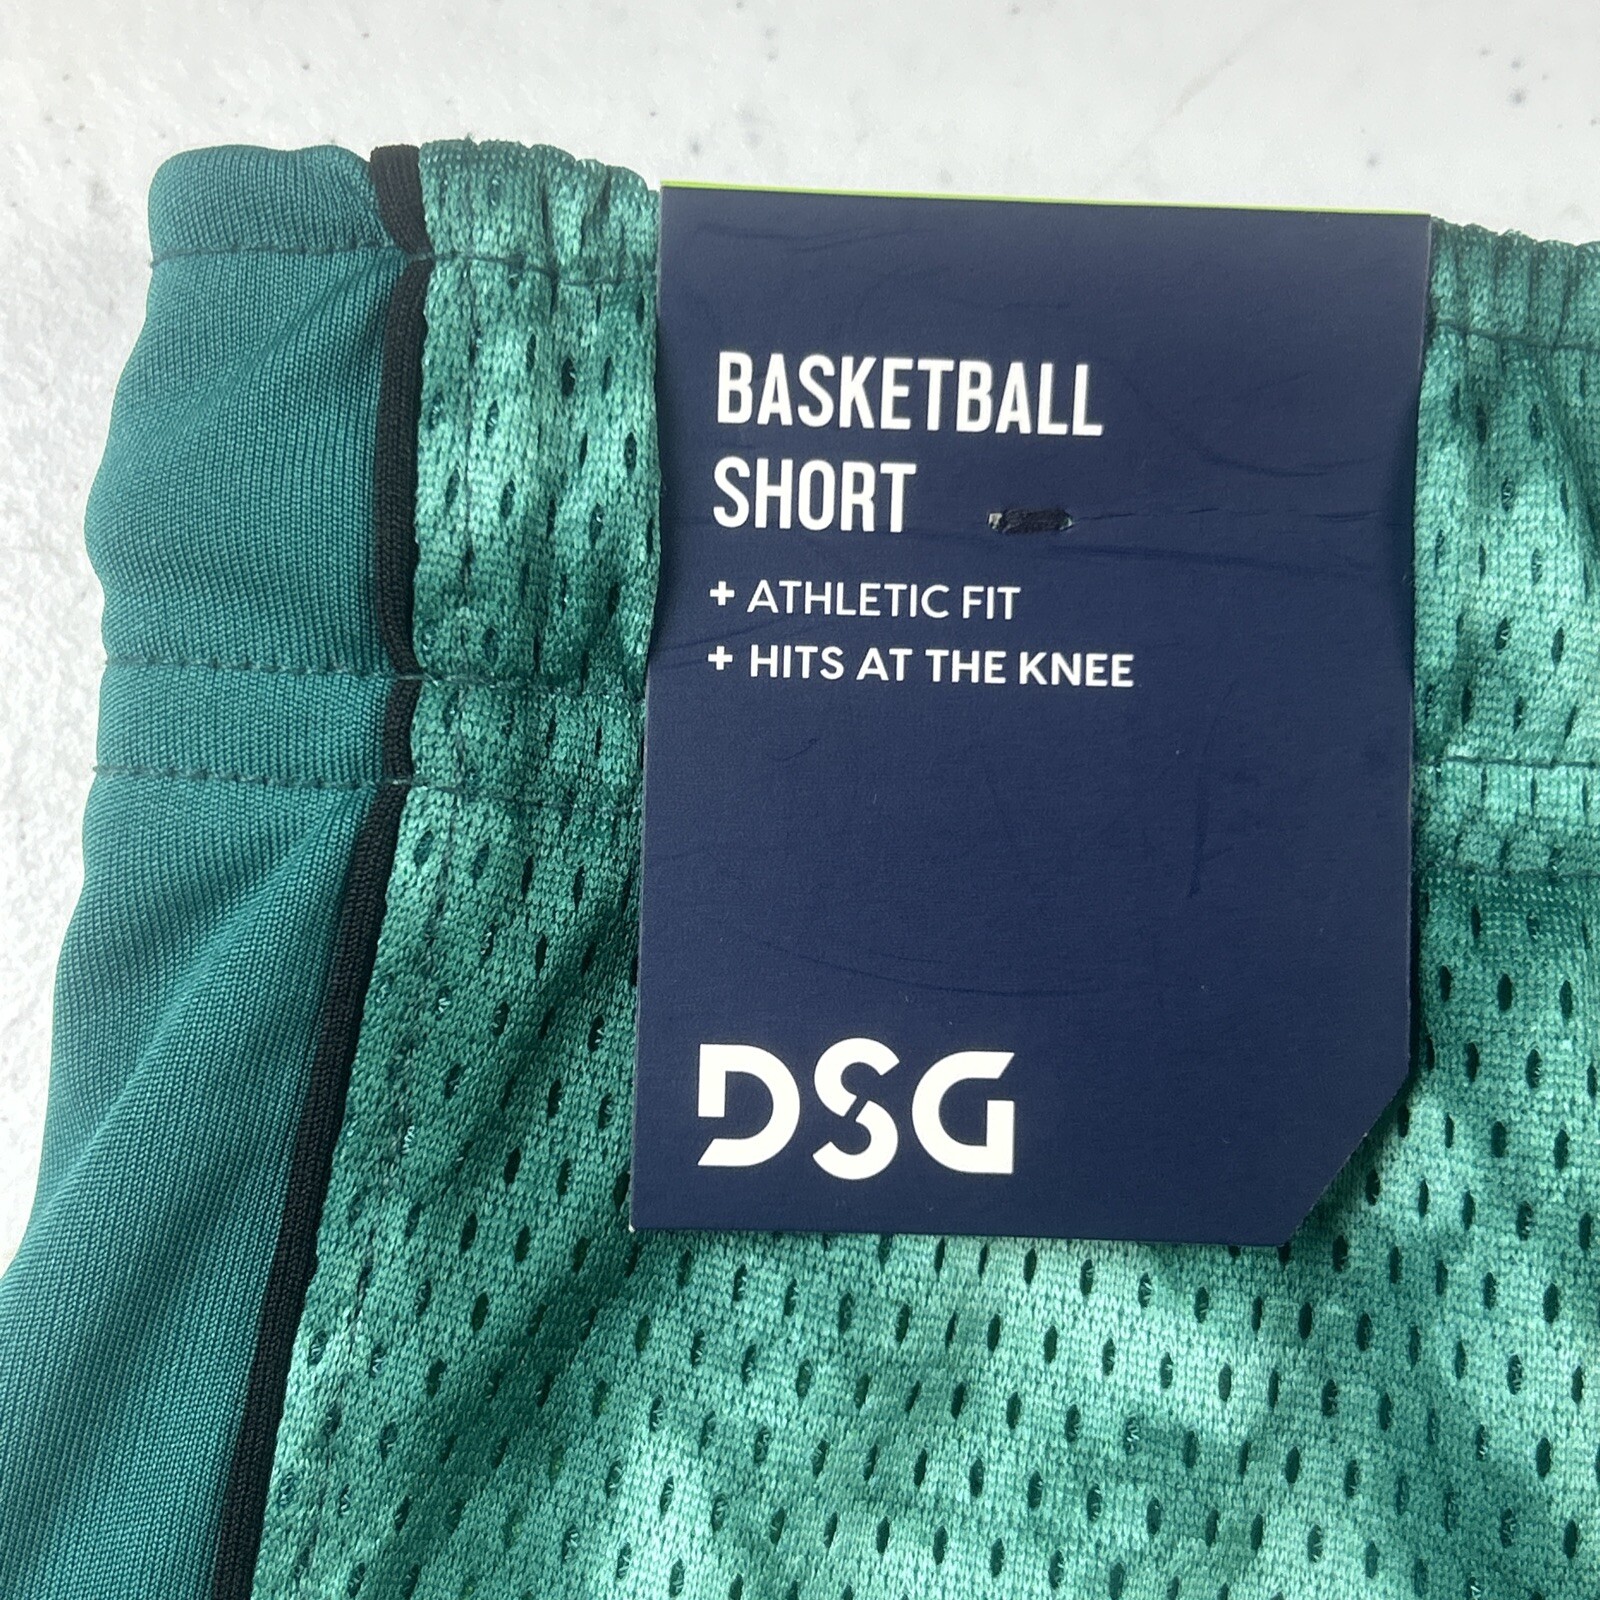 BASKETBALL
SHORT
+ ATHLETIC FIT
+ HITS AT THE KNEE
DSG